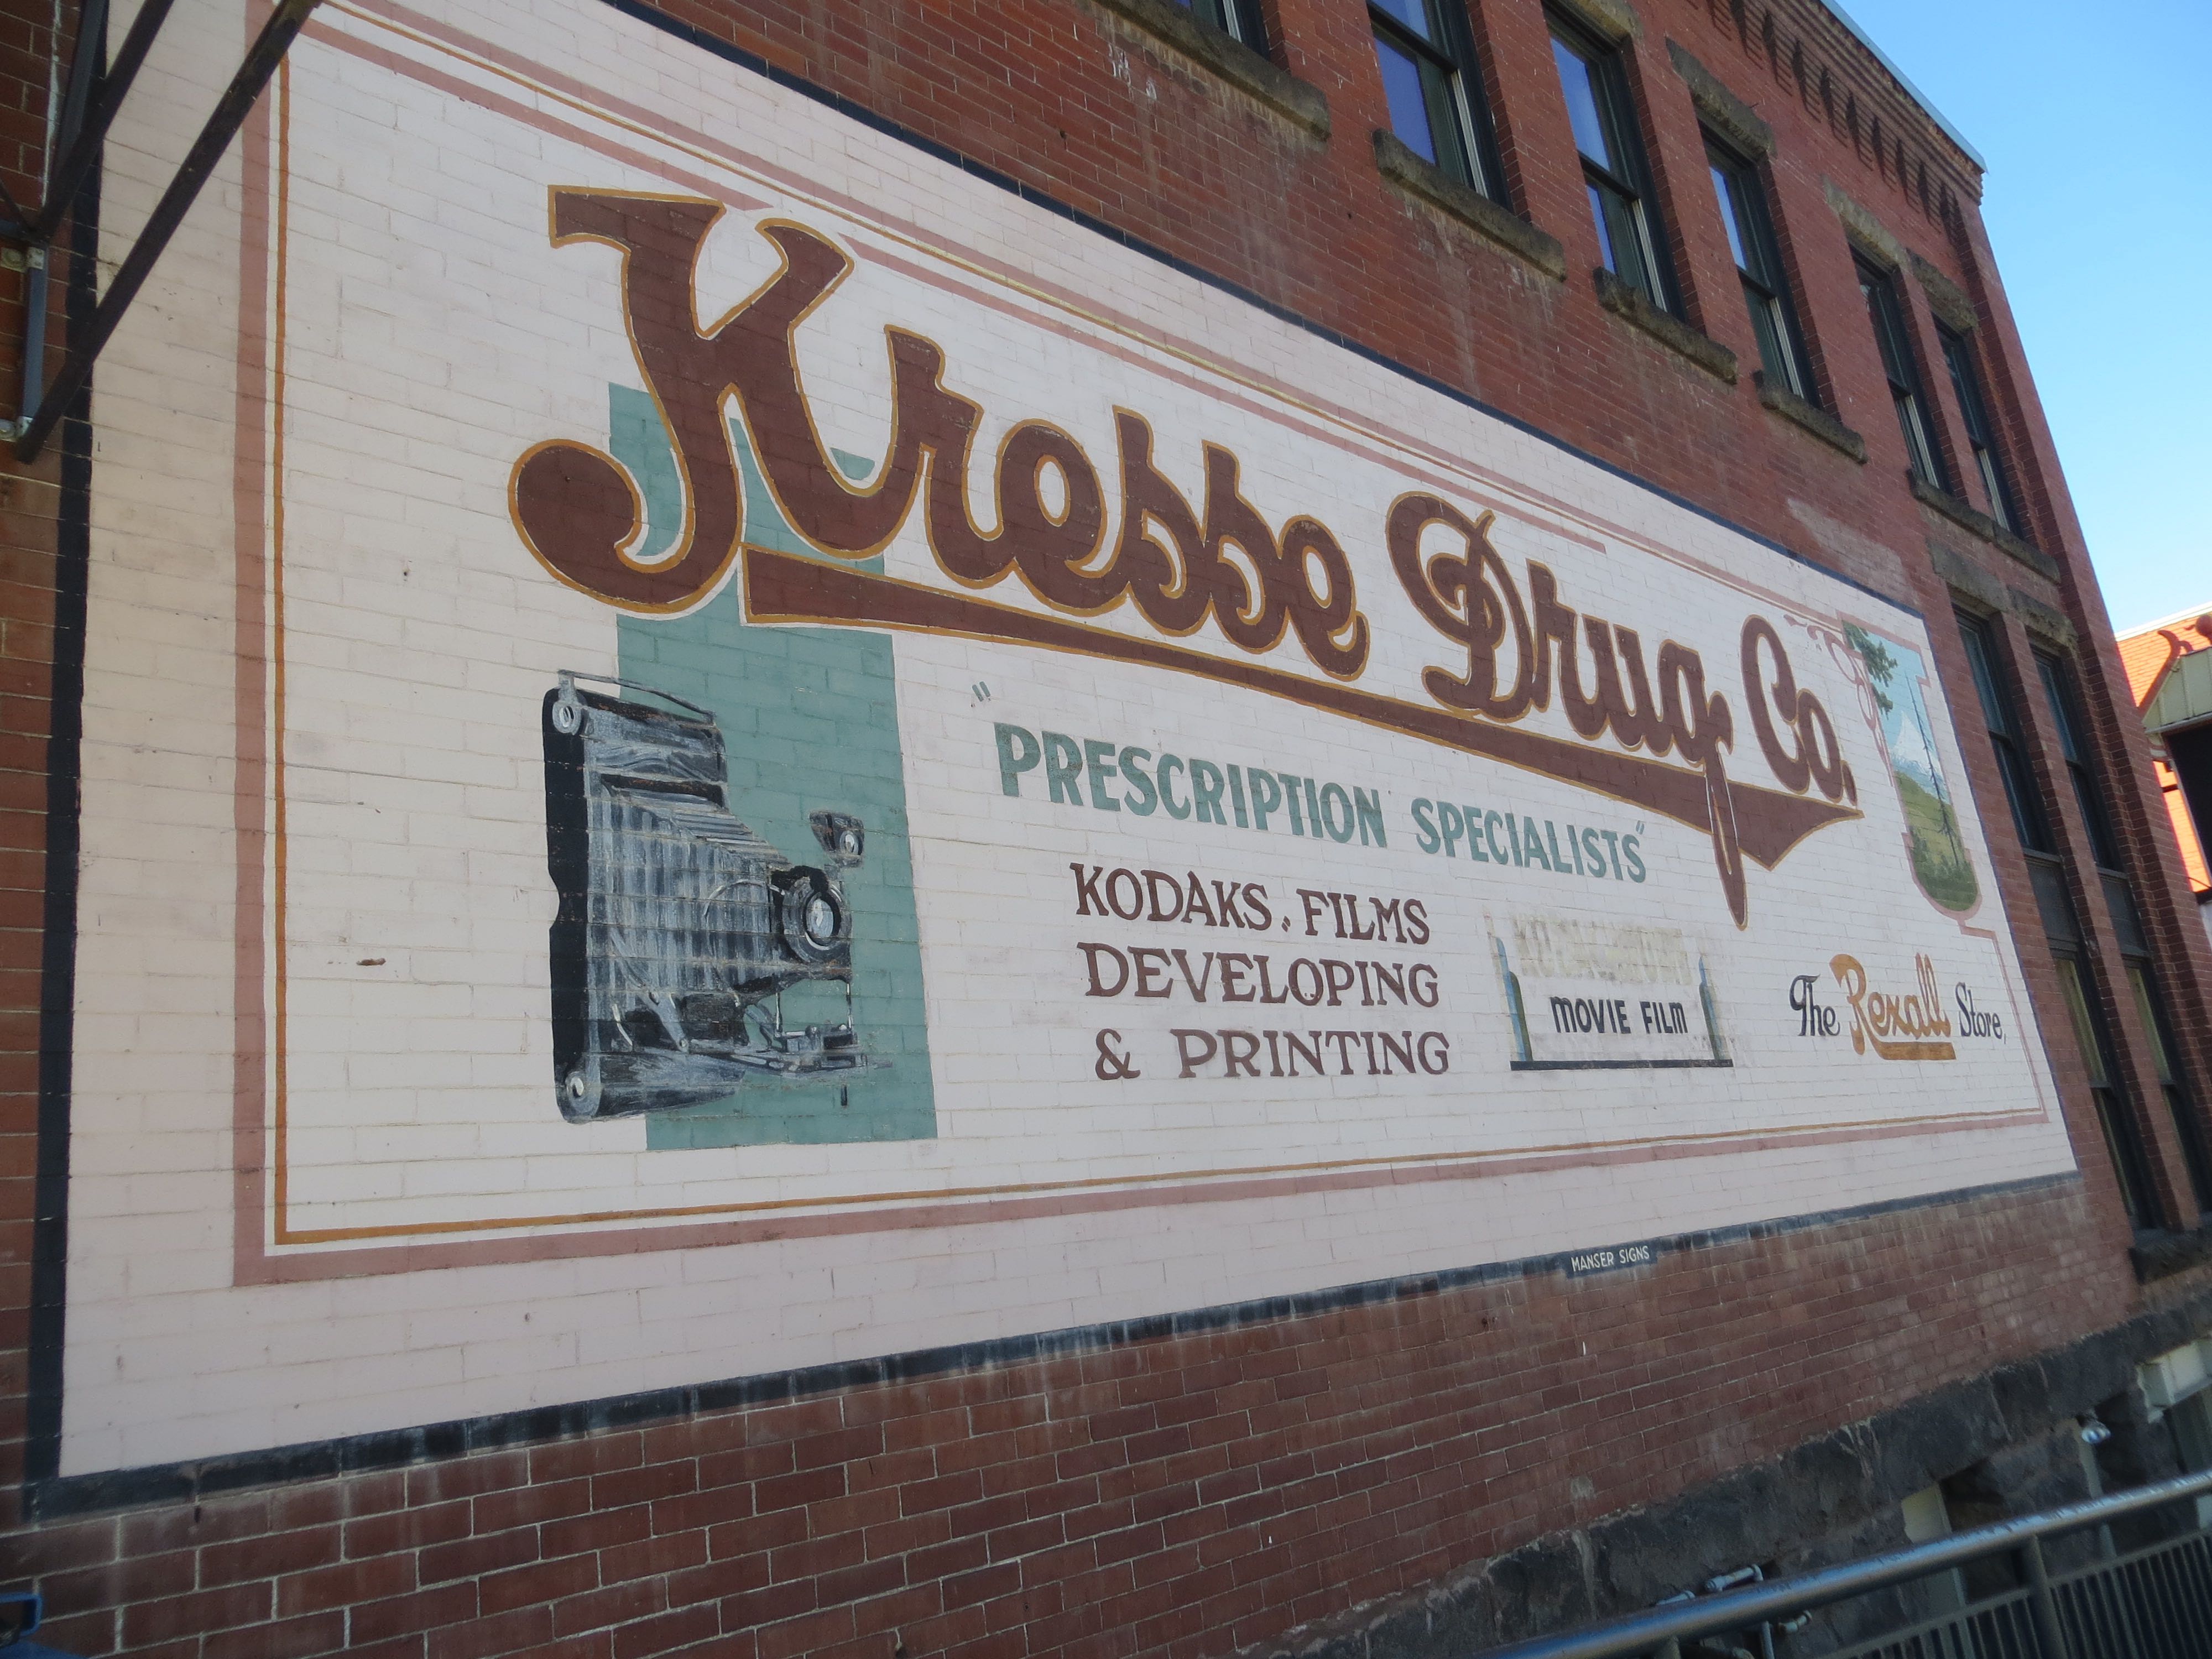 Kresse Drug Co.
"PRESCRIPTION SPECIALISTS"
KODAKS, FILMS
DEVELOPING
& PRINTING
MOVIE FILM
The Rexall Store
MANSER SIGNS